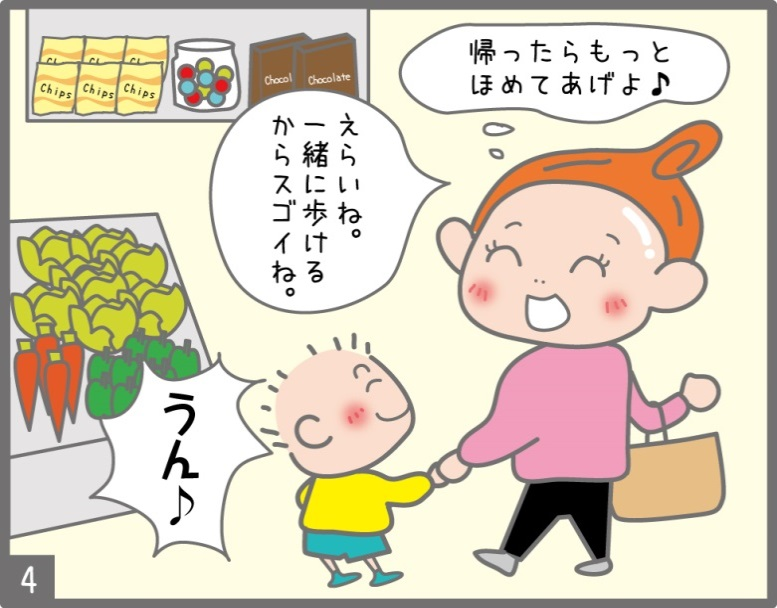 帰ったらもっと
ほめてあげよ♪
えらいね。
一緒に歩ける
からスゴイね。
うん♪
Chips
Chips
Chips
Chocol
Chocolate
4